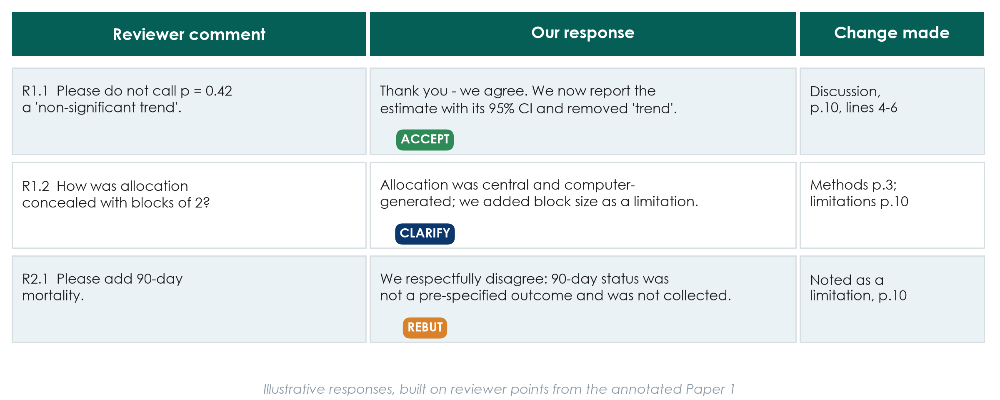 Reviewer comment
Our response
Change made
R1.1  Please do not call p = 0.42
a 'non-significant trend'.
Thank you - we agree. We now report the
estimate with its 95% CI and removed 'trend'.
ACCEPT
Discussion,
p.10, lines 4-6
R1.2  How was allocation
concealed with blocks of 2?
Allocation was central and computer-
generated; we added block size as a limitation.
CLARIFY
Methods p.3;
limitations p.10
R2.1  Please add 90-day
mortality.
We respectfully disagree: 90-day status was
not a pre-specified outcome and was not collected.
REBUT
Noted as a
limitation, p.10
Illustrative responses, built on reviewer points from the annotated Paper 1